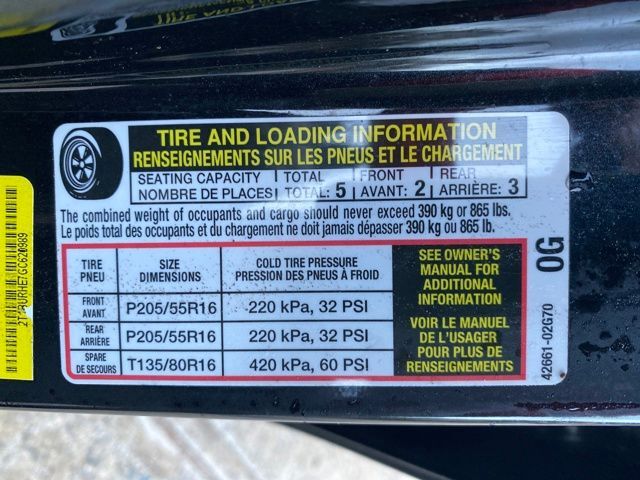 TIRE AND LOADING INFORMATION
RENSEIGNEMENTS SUR LES PNEUS ET LE CHARGEMENT
SEATING CAPACITY TOTAL FRONT REAR
NOMBRE DE PLACES TOTAL: 5 AVANT: 2 ARRIÈRE: 3
The combined weight of occupants and cargo should never exceed 390 kg or 865 lbs.
Le poids total des occupants et du chargement ne doit jamais dépasser 390 kg ou 865 lb.
TIRE
PNEU
SIZE
DIMENSIONS
COLD TIRE PRESSURE
PRESSION DES PNEUS À FROID
FRONT
AVANT
P205/55R16
220 kPa, 32 PSI
REAR
ARRIÈRE
P205/55R16
220 kPa, 32 PSI
SPARE
DE SECOURS
T135/80R16
420 kPa, 60 PSI
SEE OWNER'S
MANUAL FOR
ADDITIONAL
INFORMATION
VOIR LE MANUEL
DE L'USAGER
POUR PLUS DE
RENSEIGNEMENTS
0G
42661-02G70